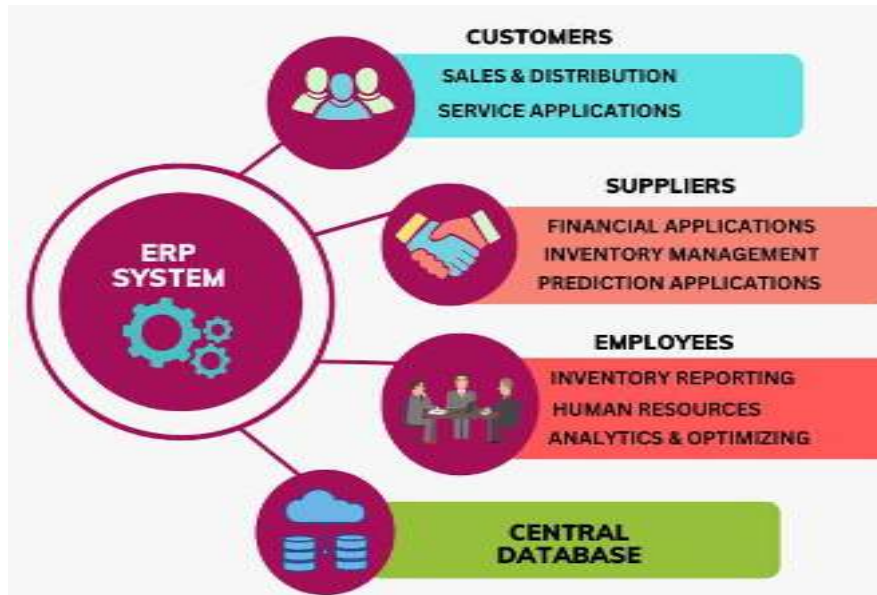 CUSTOMERS
SALES & DISTRIBUTION
SERVICE APPLICATIONS
SUPPLIERS
FINANCIAL APPLICATIONS
INVENTORY MANAGEMENT
PREDICTION APPLICATIONS
ERP
SYSTEM
EMPLOYEES
INVENTORY REPORTING
HUMAN RESOURCES
ANALYTICS & OPTIMIZING
CENTRAL
DATABASE